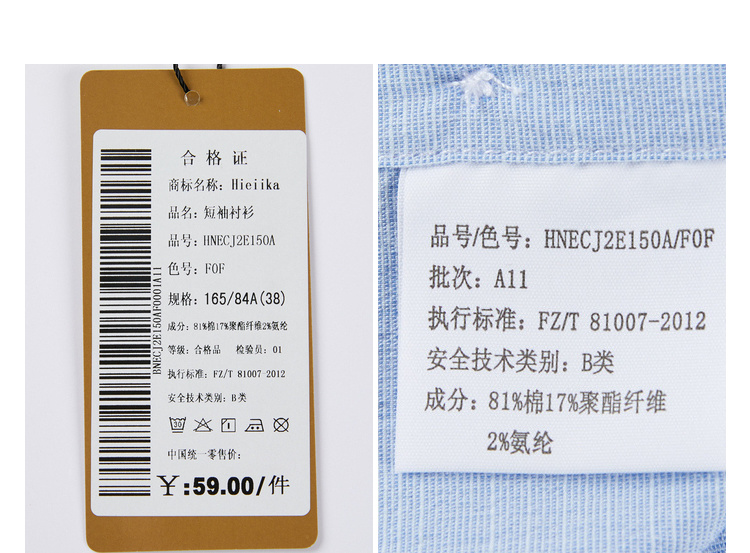 合格证
商标名称：Hieiika
品名：短袖衬衫
品号：HNECJ2E150A
色号：F0F
规格：165/84A(38)
成分：81%棉17%聚酯纤维2%氨纶
等级：合格品 检验员：01
执行标准：FZ/T 81007-2012
安全技术类别：B类
30
中国统一零售价：
￥:59.00/件
BNECJ2E150AF0001A11
品号/色号：HNECJ2E150A/F0F
批次：A11
执行标准：FZ/T 81007-2012
安全技术类别：B类
成分：81%棉17%聚酯纤维
2%氨纶